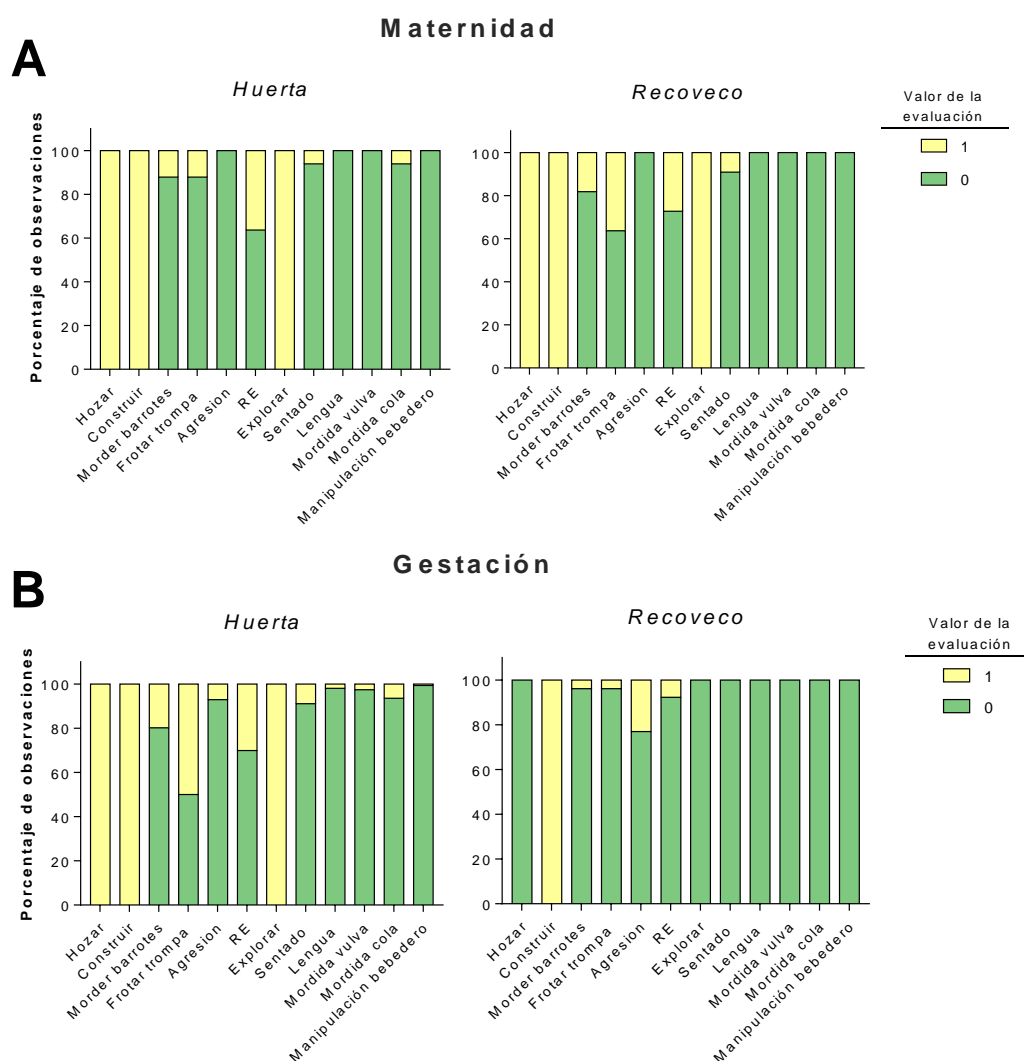 Maternidad
A
Huerta
Recoveco
Valor de la
evaluación
1
0
Porcentaje de observaciones
100
80
60
40
20
0
Hozar
Construir
Morder barrotes
Frotar trompa
Agresion
RE
Explorar
Sentado
Lengua
Mordida vulva
Mordida cola
Manipulación bebedero
100
80
60
40
20
0
Hozar
Construir
Morder barrotes
Frotar trompa
Agresion
RE
Explorar
Sentado
Lengua
Mordida vulva
Mordida cola
Manipulación bebedero
Gestación
B
Huerta
Recoveco
Valor de la
evaluación
1
0
Porcentaje de observaciones
100
80
60
40
20
0
Hozar
Construir
Morder barrotes
Frotar trompa
Agresion
RE
Explorar
Sentado
Lengua
Mordida vulva
Mordida cola
Manipulación bebedero
100
80
60
40
20
0
Hozar
Construir
Morder barrotes
Frotar trompa
Agresion
RE
Explorar
Sentado
Lengua
Mordida vulva
Mordida cola
Manipulación bebedero